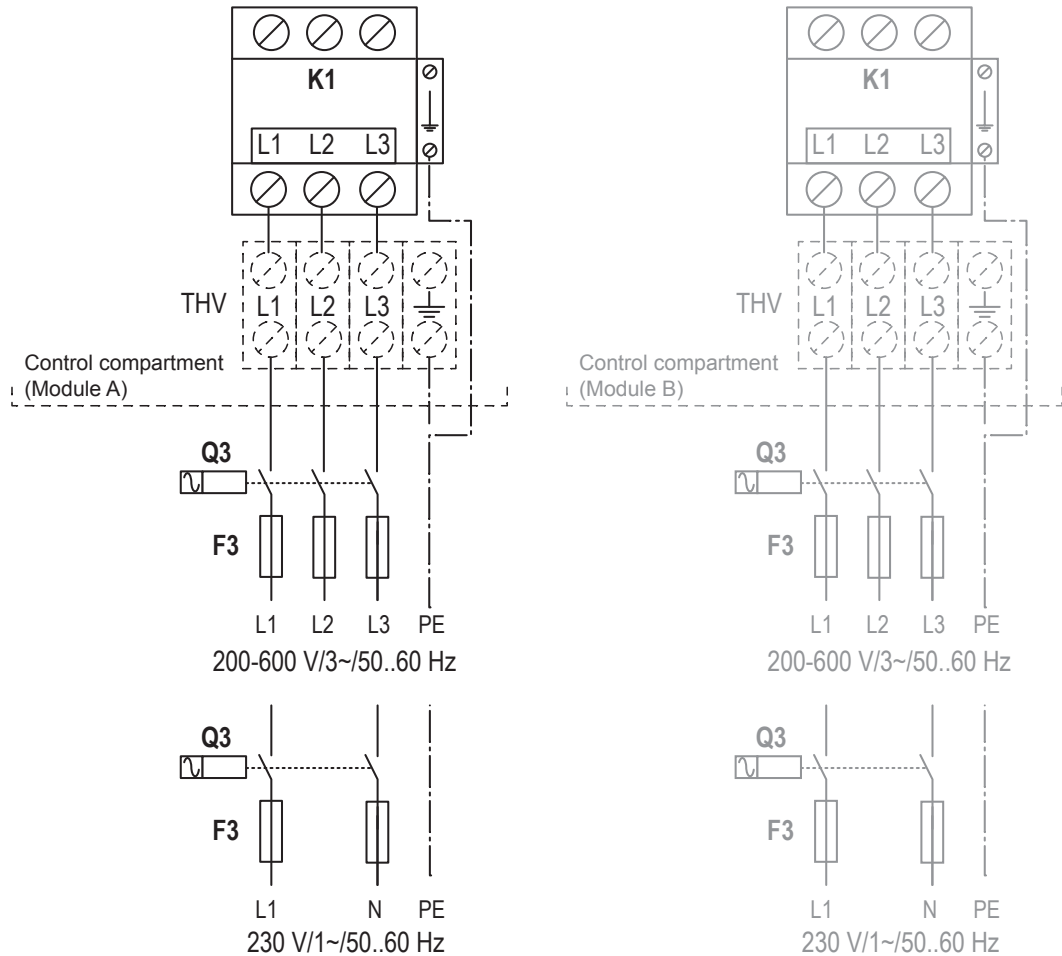 K1
L1 L2 L3
THV
L1 L2 L3
Control compartment
(Module A)
Q3
F3
L1 L2 L3 PE
200-600 V/3~/50..60 Hz
Q3
F3
L1 N PE
230 V/1~/50..60 Hz
K1
L1 L2 L3
THV
L1 L2 L3
Control compartment
(Module B)
Q3
F3
L1 L2 L3 PE
200-600 V/3~/50..60 Hz
Q3
F3
L1 N PE
230 V/1~/50..60 Hz